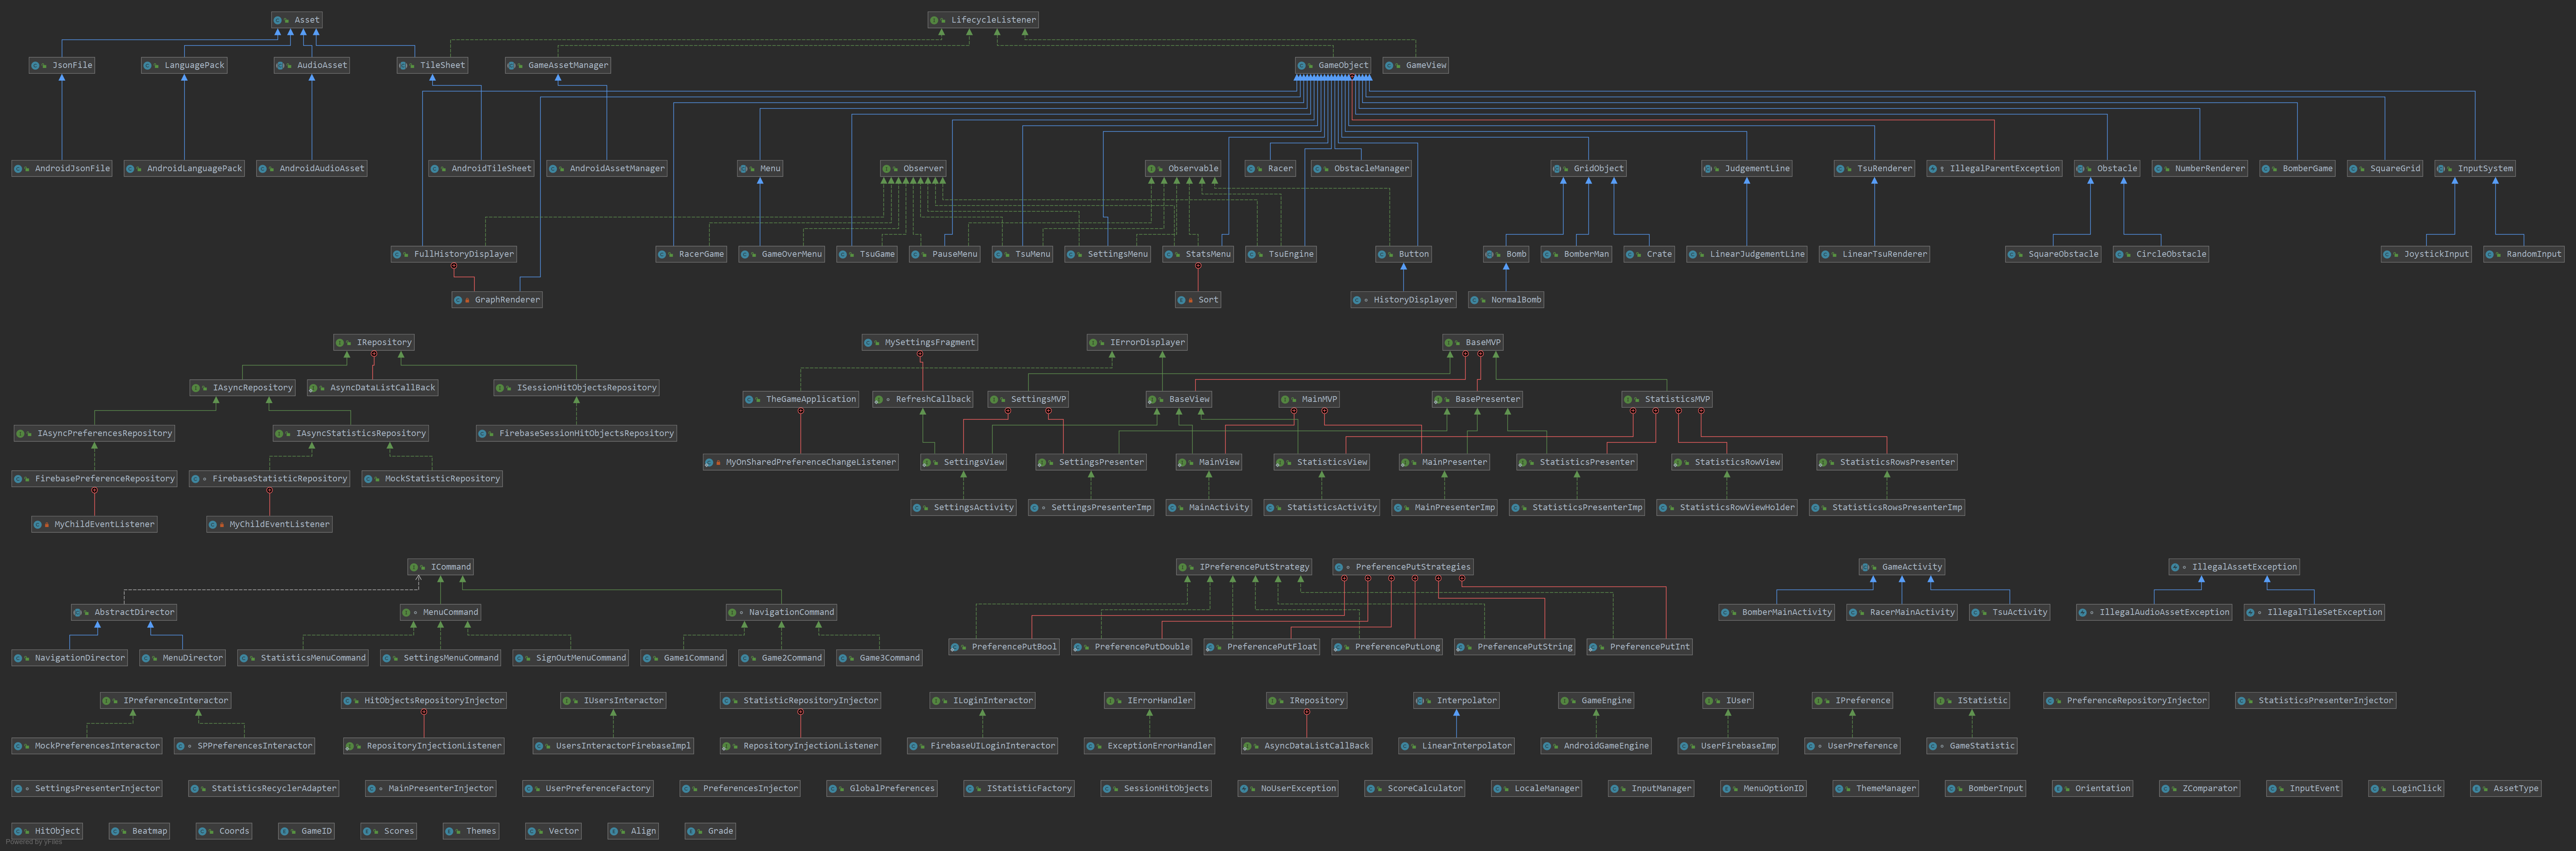 Asset
LifecycleListener
JsonFile
LanguagePack
AudioAsset
TileSheet
GameAssetManager
GameObject
GameView
AndroidJsonFile
AndroidLanguagePack
AndroidAudioAsset
AndroidTileSheet
AndroidAssetManager
Menu
Observer
Observable
Racer
ObstacleManager
GridObject
JudgementLine
TsuRenderer
IllegalParentException
Obstacle
NumberRenderer
BomberGame
SquareGrid
InputSystem
FullHistoryDisplayer
RacerGame
GameOverMenu
TsuGame
PauseMenu
TsuMenu
SettingsMenu
StatsMenu
TsuEngine
Button
Bomb
BomberMan
Crate
LinearJudgementLine
LinearTsuRenderer
SquareObstacle
CircleObstacle
JoystickInput
RandomInput
GraphRenderer
Sort
HistoryDisplayer
NormalBomb
IRepository
MySettingsFragment
IErrorDisplayer
BaseMVP
IAsyncRepository
AsyncDataListCallBack
ISessionHitObjectsRepository
TheGameApplication
RefreshCallback
SettingsMVP
BaseView
MainMVP
BasePresenter
StatisticsMVP
IAsyncPreferencesRepository
IAsyncStatisticsRepository
FirebaseSessionHitObjectsRepository
MyOnSharedPreferenceChangeListener
SettingsView
SettingsPresenter
MainView
StatisticsView
MainPresenter
StatisticsPresenter
StatisticsRowView
StatisticsRowsPresenter
FirebasePreferenceRepository
FirebaseStatisticRepository
MockStatisticRepository
SettingsActivity
SettingsPresenterImp
MainActivity
StatisticsActivity
MainPresenterImp
StatisticsPresenterImp
StatisticsRowViewHolder
StatisticsRowsPresenterImp
MyChildEventListener
MyChildEventListener
ICommand
IPreferencePutStrategy
PreferencePutStrategies
GameActivity
IllegalAssetException
AbstractDirector
MenuCommand
NavigationCommand
BomberMainActivity
RacerMainActivity
TsuActivity
IllegalAudioAssetException
IllegalTileSetException
NavigationDirector
MenuDirector
StatisticsMenuCommand
SettingsMenuCommand
SignOutMenuCommand
Game1Command
Game2Command
Game3Command
PreferencePutBool
PreferencePutDouble
PreferencePutFloat
PreferencePutLong
PreferencePutString
PreferencePutInt
IPreferenceInteractor
HitObjectsRepositoryInjector
IUsersInteractor
StatisticRepositoryInjector
ILoginInteractor
IErrorHandler
IRepository
Interpolator
GameEngine
IUser
IPreference
IStatistic
PreferenceRepositoryInjector
StatisticsPresenterInjector
MockPreferencesInteractor
SPPreferencesInteractor
RepositoryInjectionListener
UsersInteractorFirebaseImpl
RepositoryInjectionListener
FirebaseUILoginInteractor
ExceptionErrorHandler
AsyncDataListCallBack
LinearInterpolator
AndroidGameEngine
UserFirebaseImp
UserPreference
GameStatistic
SettingsPresenterInjector
StatisticsRecyclerAdapter
MainPresenterInjector
UserPreferenceFactory
PreferencesInjector
GlobalPreferences
IStatisticFactory
SessionHitObjects
NoUserException
ScoreCalculator
LocaleManager
InputManager
MenuOptionID
ThemeManager
BomberInput
Orientation
ZComparator
InputEvent
LoginClick
AssetType
HitObject
Beatmap
Coords
GameID
Scores
Themes
Vector
Align
Grade
Powered by yFiles